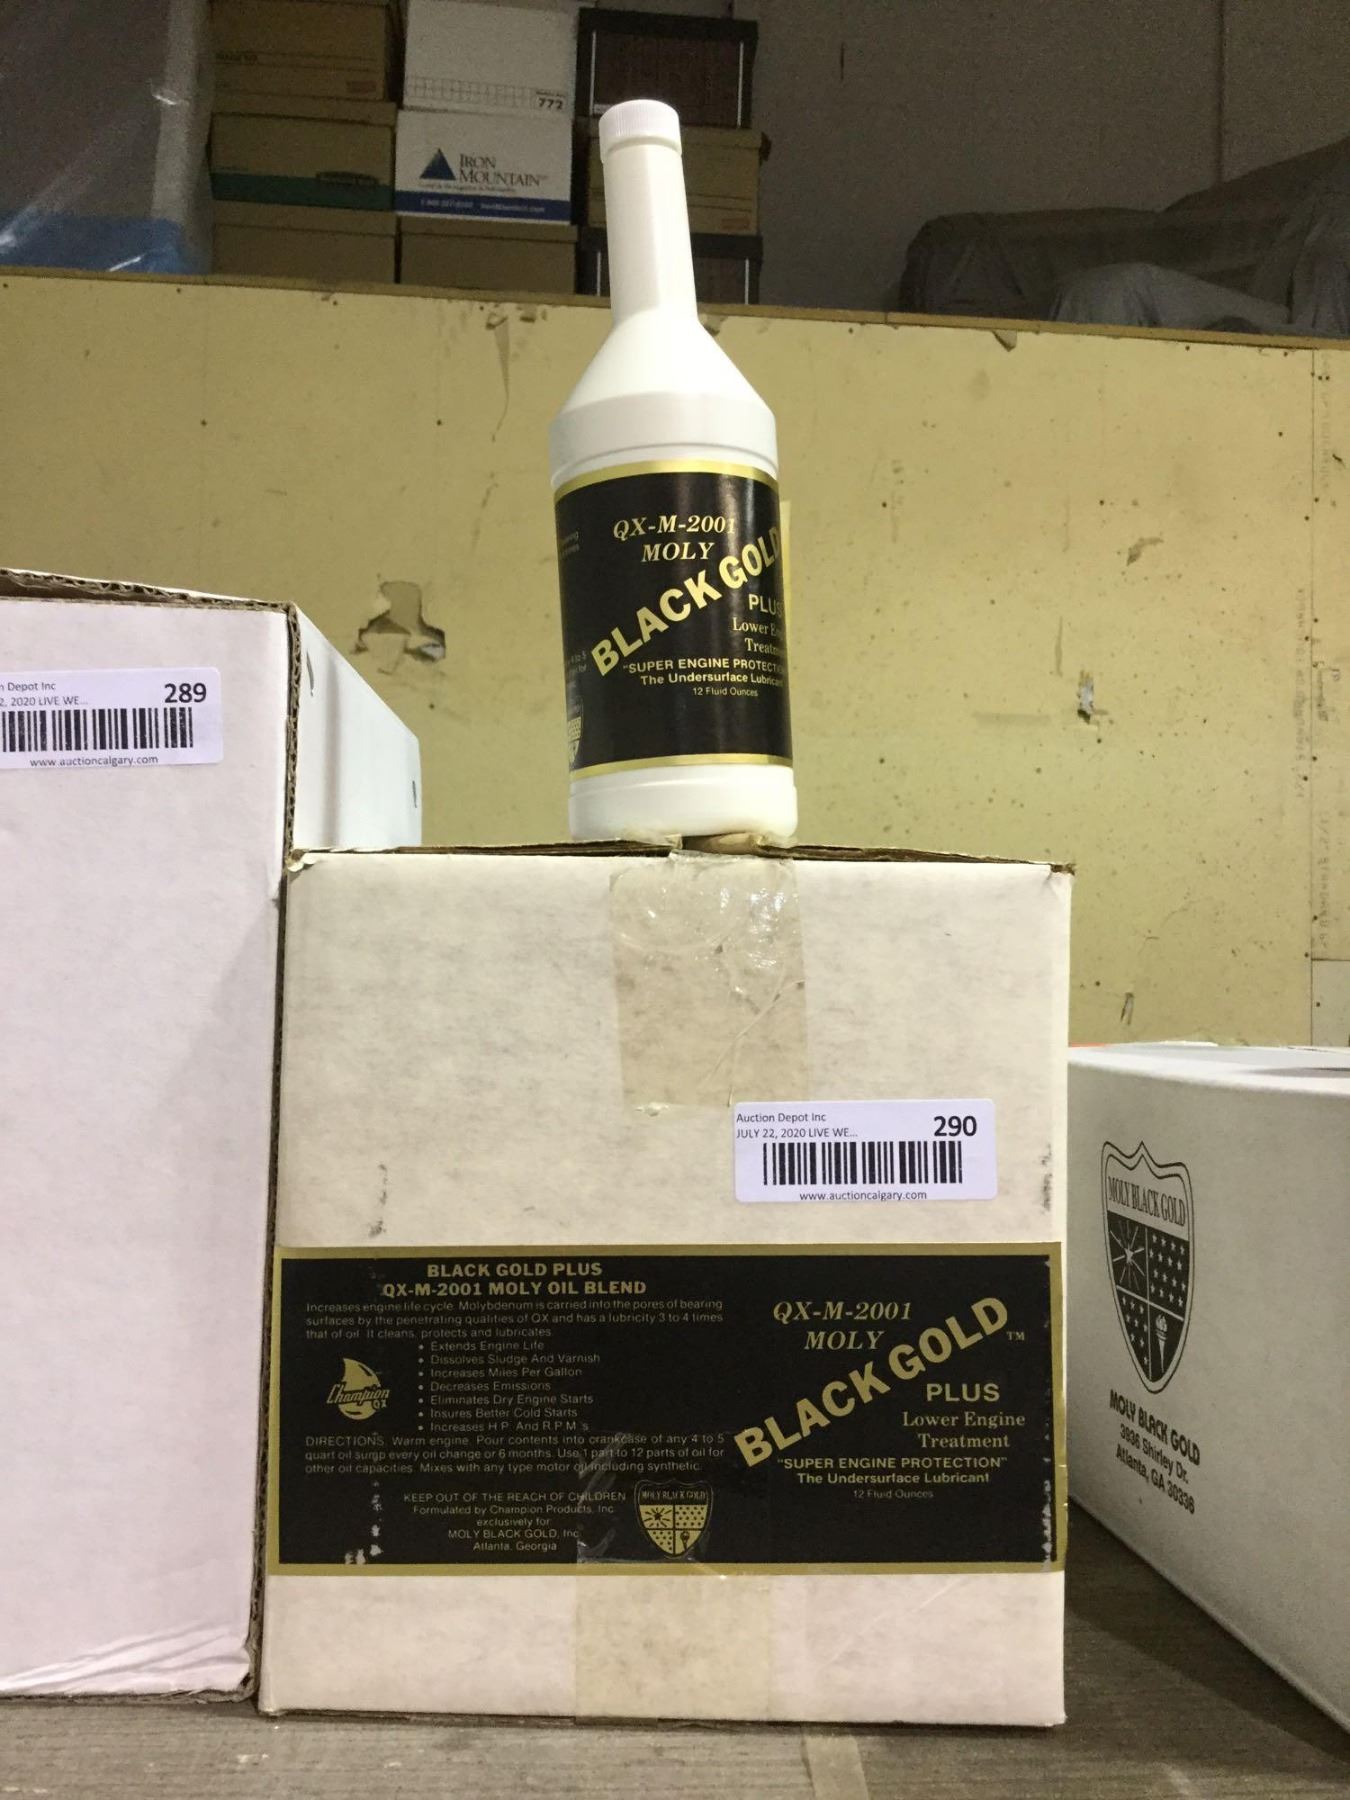 772
IRON
MOUNTAIN
QX-M-2001
MOLY
BLACK GOLD
PLUS
Lower
"SUPER ENGINE PROTECTION
The Undersurface Lubricant
12 Fluid Ounces
Depot Inc
2020 LIVE WE...
289
www.auctioncalgary.com
Auction Depot Inc
JULY 22, 2020 LIVE WE...
290
www.auctioncalgary.com
BLACK GOLD PLUS
QX-M-2001 MOLY OIL BLEND
Increases engine life cycle. Molybdenum is carried into the pores of bearing
surfaces by the penetrating qualities of QX and has a lubricity 3 to 4 times
that of oil. It cleans, protects and lubricates.
• Extends Engine Life
• Dissolves Sludge And Varnish
• Increases Miles Per Gallon
• Decreases Emissions
• Eliminates Dry Engine Starts
• Insures Better Cold Starts
• Increases H.P. And R.P.M.'s
Champion
QX
DIRECTIONS: Warm engine. Pour contents into crankcase of any 4 to 5
quart oil sump every oil change or 6 months. Use 1 part to 12 parts of oil for
other oil capacities. Mixes with any type motor oil including synthetic.
KEEP OUT OF THE REACH OF CHILDREN
Formulated by Champion Products, Inc.
exclusively for
MOLY BLACK GOLD, Inc.
Atlanta, Georgia
MOLY BLACK GOLD
QX-M-2001
MOLY
BLACK GOLD™
PLUS
Lower Engine
Treatment
"SUPER ENGINE PROTECTION"
The Undersurface Lubricant
12 Fluid Ounces
MOLY BLACK GOLD
MOLY BLACK GOLD
3936 Shirley Dr.
Atlanta, GA 30336